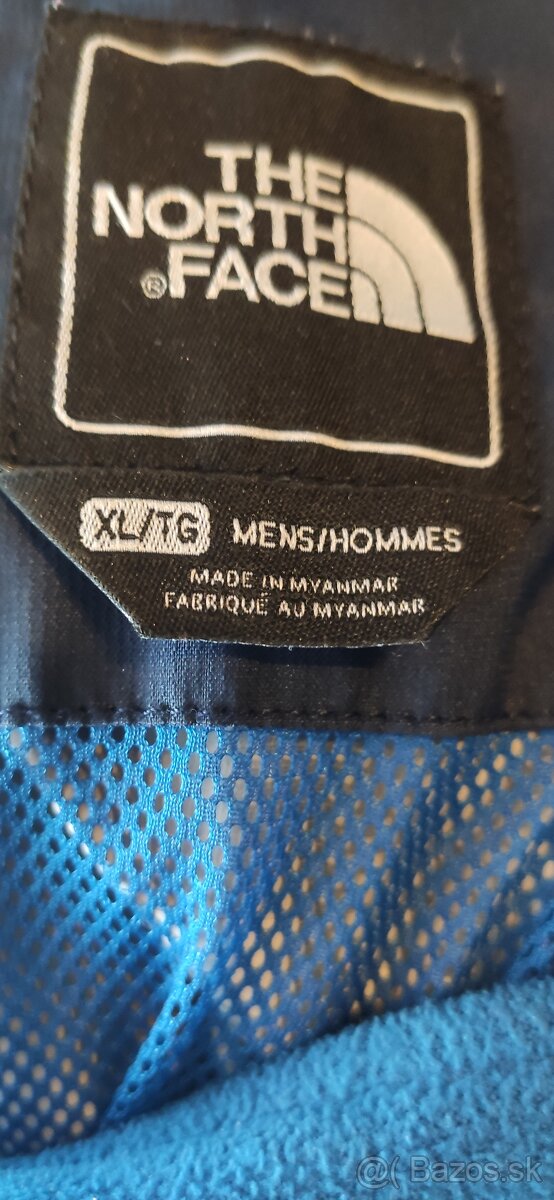 THE
NORTH
®FACE
XL/TG MENS/HOMMES
MADE IN MYANMAR
FABRIQUÉ AU MYANMAR
@( Bazos.sk